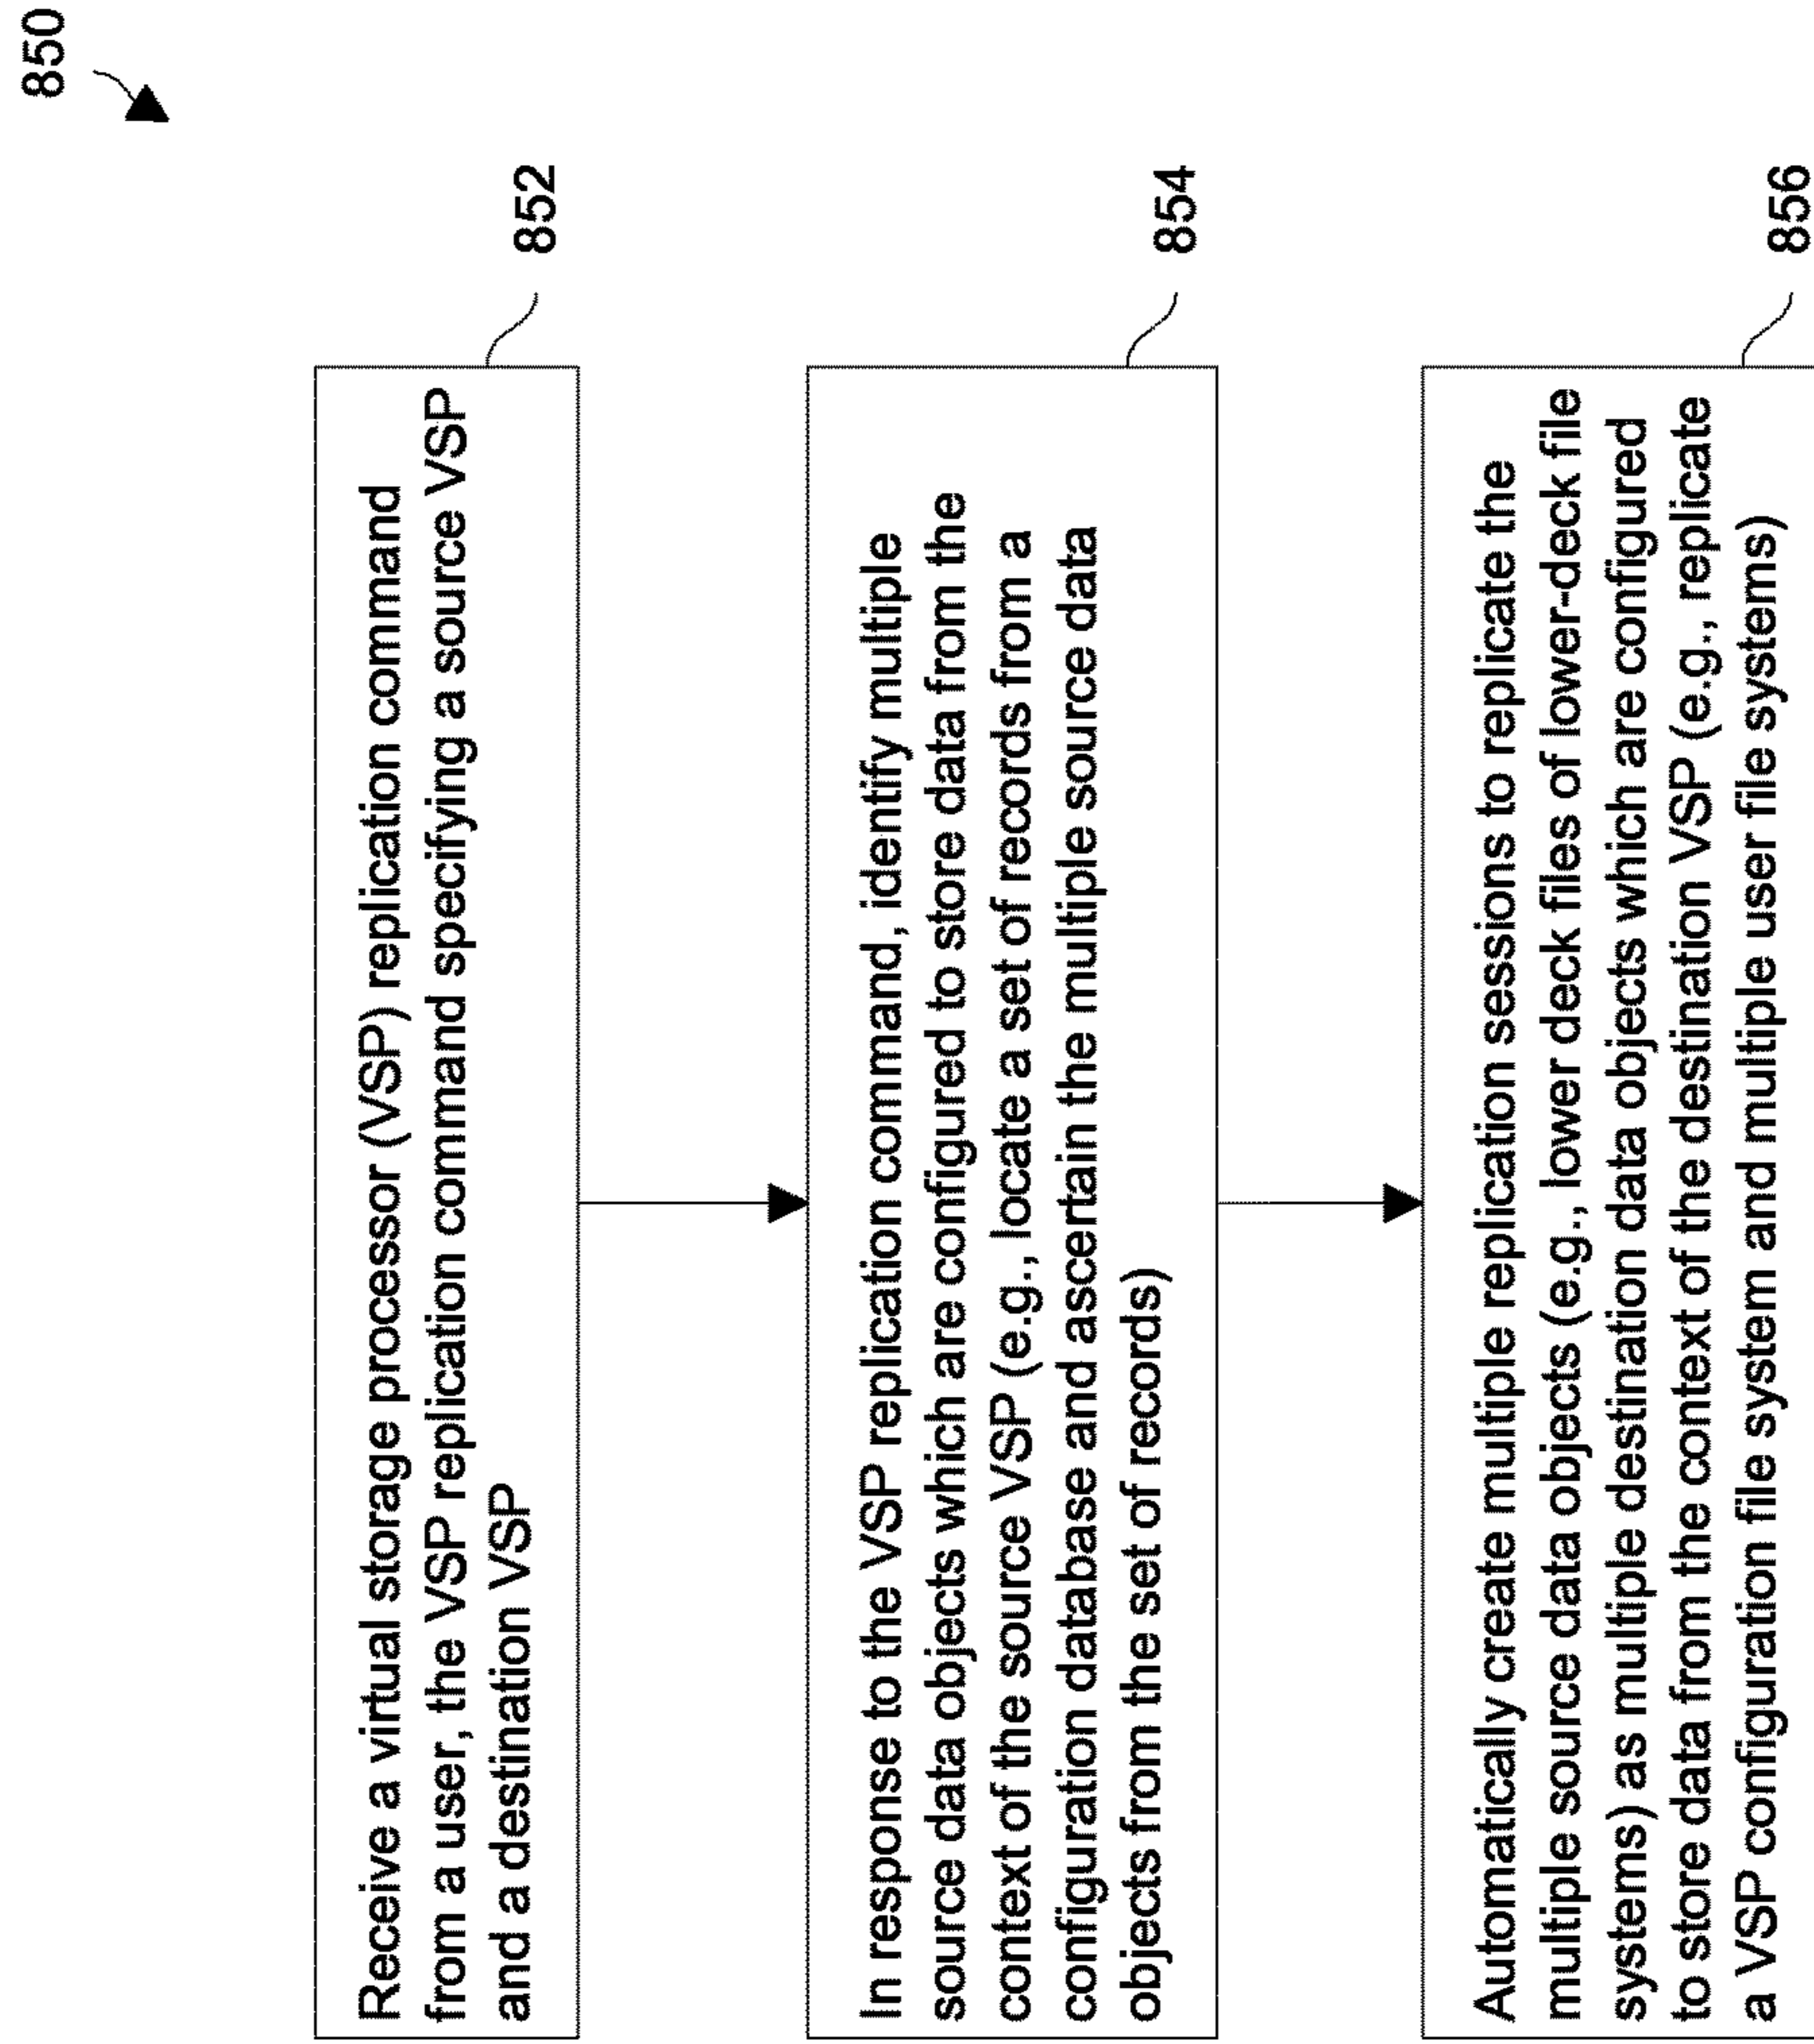 850
Receive a virtual storage processor (VSP) replication command
from a user, the VSP replication command specifying a source VSP
and a destination VSP
852
In response to the VSP replication command, identify multiple
source data objects which are configured to store data from the
context of the source VSP (e.g., locate a set of records from a
configuration database and ascertain the multiple source data
objects from the set of records)
854
Automatically create multiple replication sessions to replicate the
multiple source data objects (e.g., lower deck files of lower-deck file
systems) as multiple destination data objects which are configured
to store data from the context of the destination VSP (e.g., replicate
a VSP configuration file system and multiple user file systems)
856